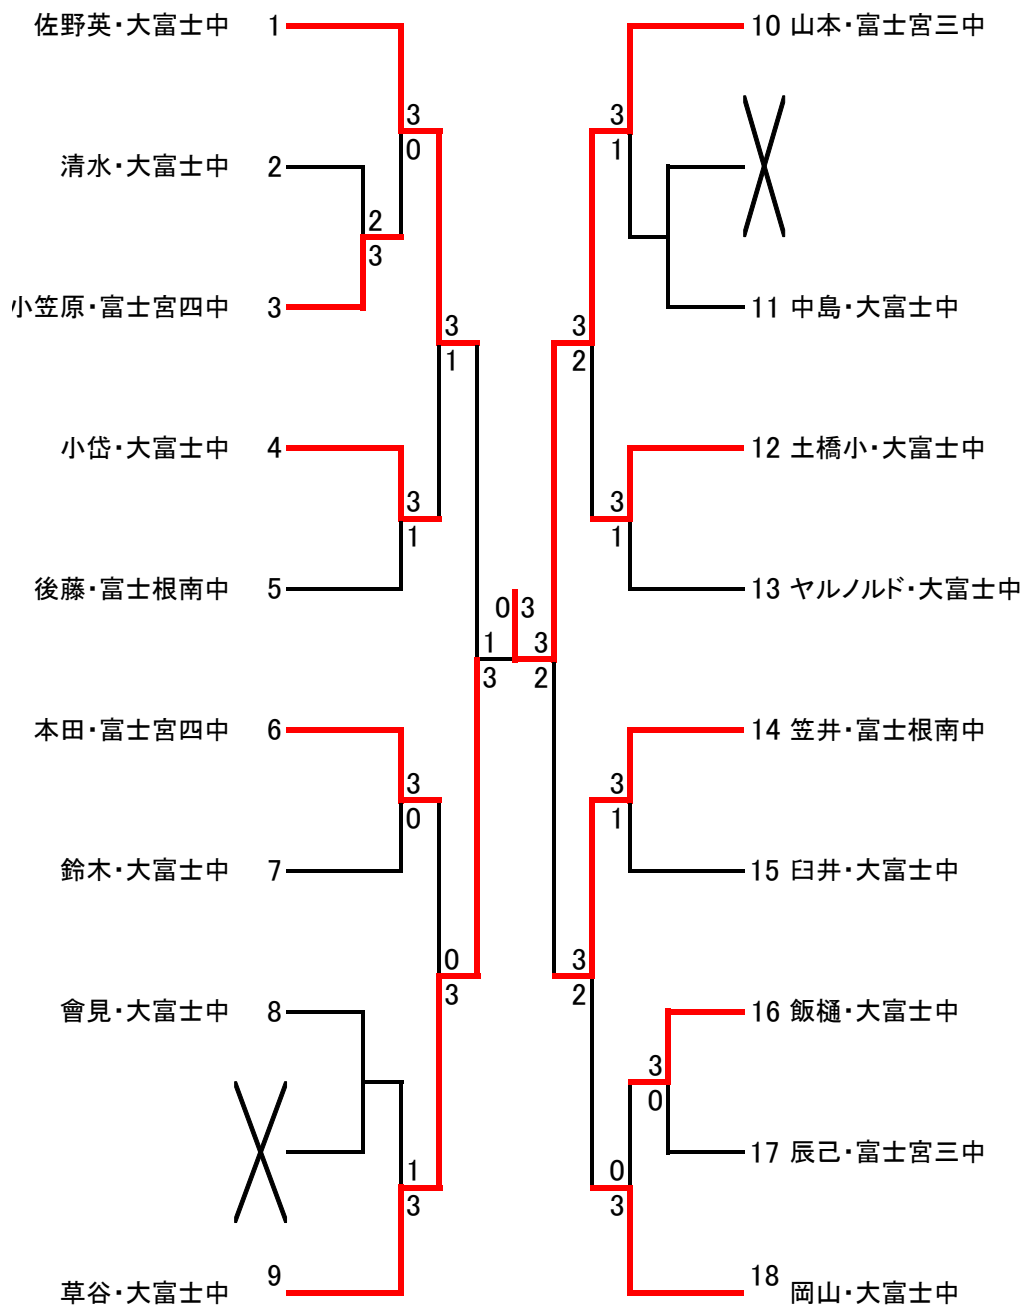 佐野英・大富士中 1
3
0
清水・大富士中 2
2
3
小笠原・富士宮四中 3
3
1
小岱・大富士中 4
3
1
後藤・富士根南中 5
0 3
1
3
本田・富士宮四中 6
3
0
鈴木・大富士中 7
0
3
會見・大富士中 8
1
3
草谷・大富士中 9
10 山本・富士宮三中
3
1
11 中島・大富士中
3
2
12 土橋小・大富士中
3
1
13 ヤルノルド・大富士中
3
2
14 笠井・富士根南中
3
1
15 臼井・大富士中
3
2
16 飯樋・大富士中
3
0
17 辰己・富士宮三中
0
3
18 岡山・大富士中